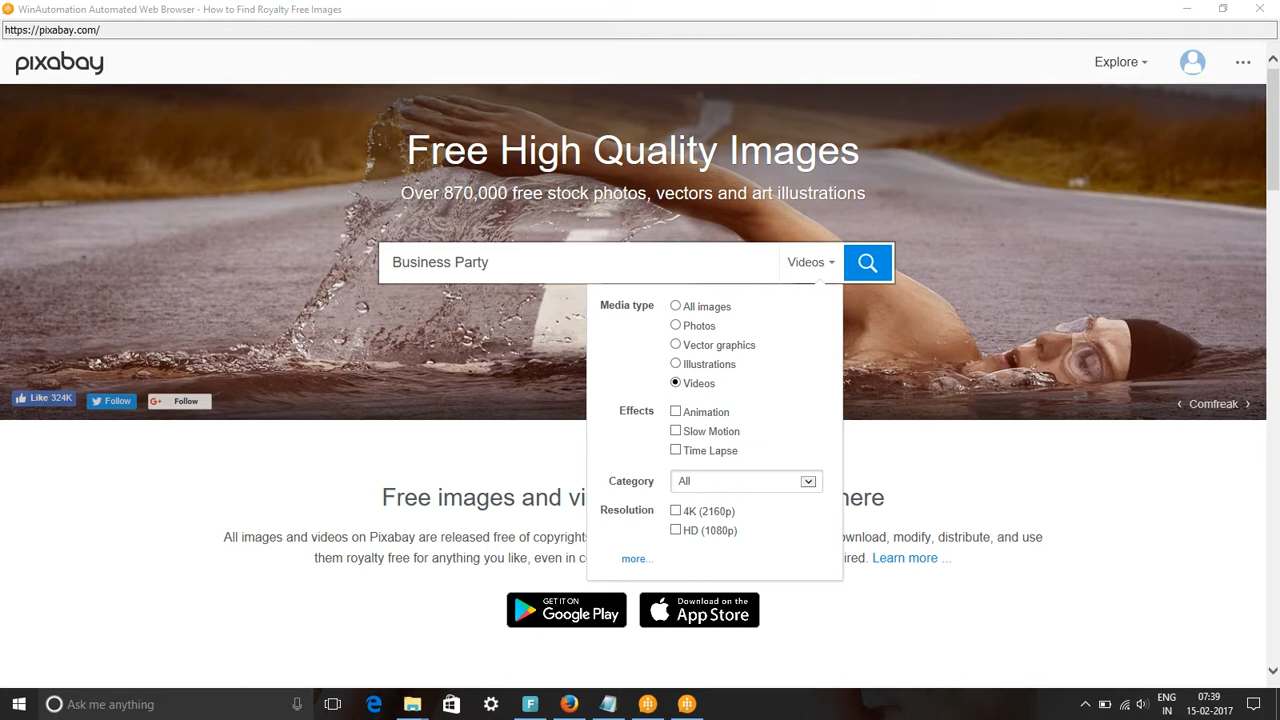 WinAutomation Automated Web Browser - How to Find Royalty Free Images
https://pixabay.com/
pixabay
Explore
Free High Quality Images
Over 870,000 free stock photos, vectors and art illustrations
Business Party
Videos
Media type
All images
Photos
Vector graphics
Illustrations
Videos
Like 324K
Follow
G+ Follow
Comfreak
Effects
Animation
Slow Motion
Time Lapse
Category
All
Free images and vi
here
Resolution
4K (2160p)
HD (1080p)
All images and videos on Pixabay are released free of copyrights
ownload, modify, distribute, and use
them royalty free for anything you like, even in c
ired. Learn more ...
more...
GET IT ON
Google Play
Download on the
App Store
Ask me anything
ENG
IN
07:39
15-02-2017